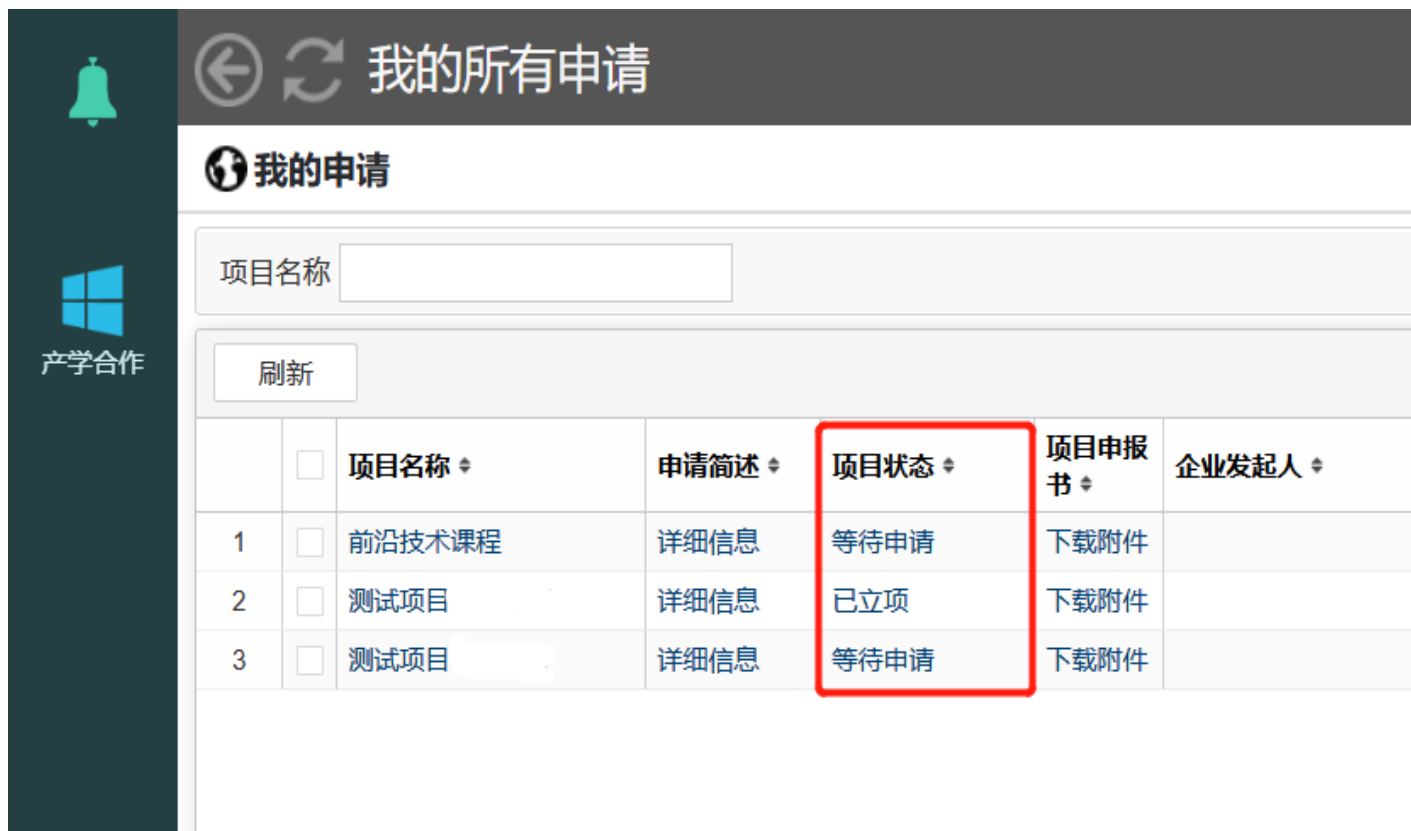 我的所有申请
我的申请
项目名称
产学合作
刷新
项目名称 申请简述 项目状态 项目申报书 企业发起人
1 前沿技术课程 详细信息 等待申请 下载附件
2 测试项目 详细信息 已立项 下载附件
3 测试项目 详细信息 等待申请 下载附件